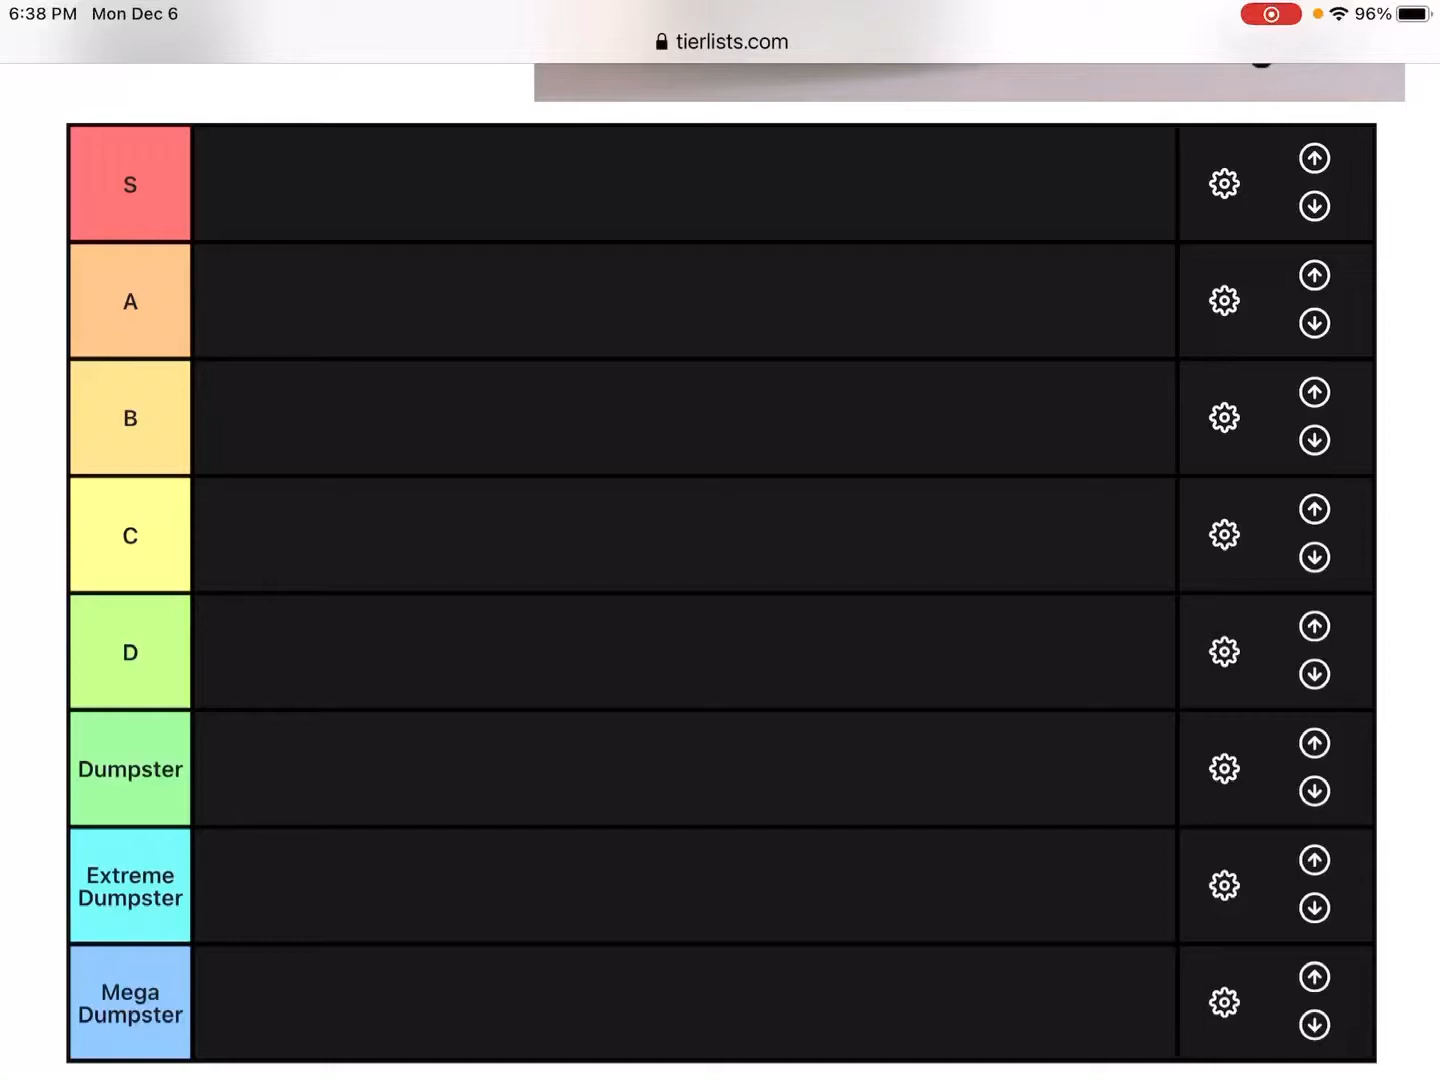 6:38 PM Mon Dec 6
96%
tierlists.com
S
A
B
C
D
Dumpster
Extreme
Dumpster
Mega
Dumpster